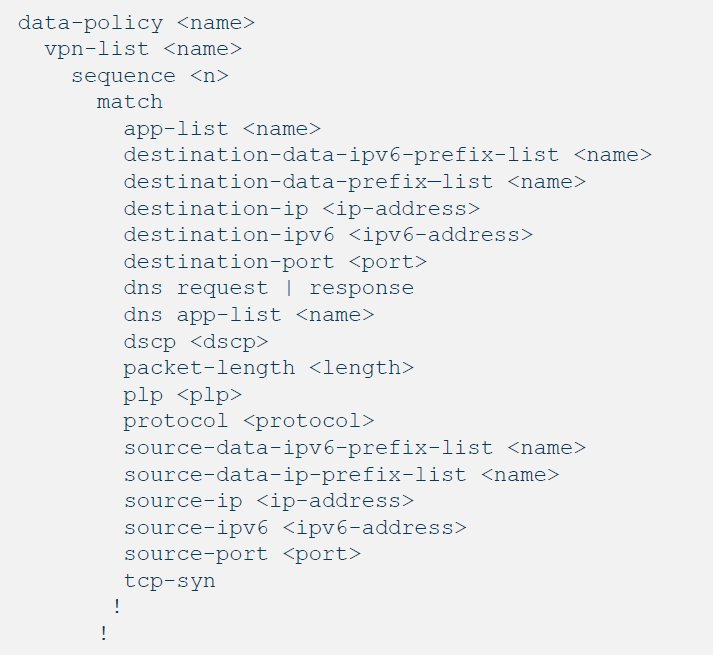 data-policy <name>
vpn-list <name>
sequence <n>
match
app-list <name>
destination-data-ipv6-prefix-list <name>
destination-data-prefix—list <name>
destination-ip <ip-address>
destination-ipv6 <ipv6-address>
destination-port <port>
dns request | response
dns app-list <name>
dscp <dscp>
packet-length <length>
plp <plp>
protocol <protocol>
source-data-ipv6-prefix-list <name>
source-data-ip-prefix-list <name>
source-ip <ip-address>
source-ipv6 <ipv6-address>
source-port <port>
tcp-syn
!
!